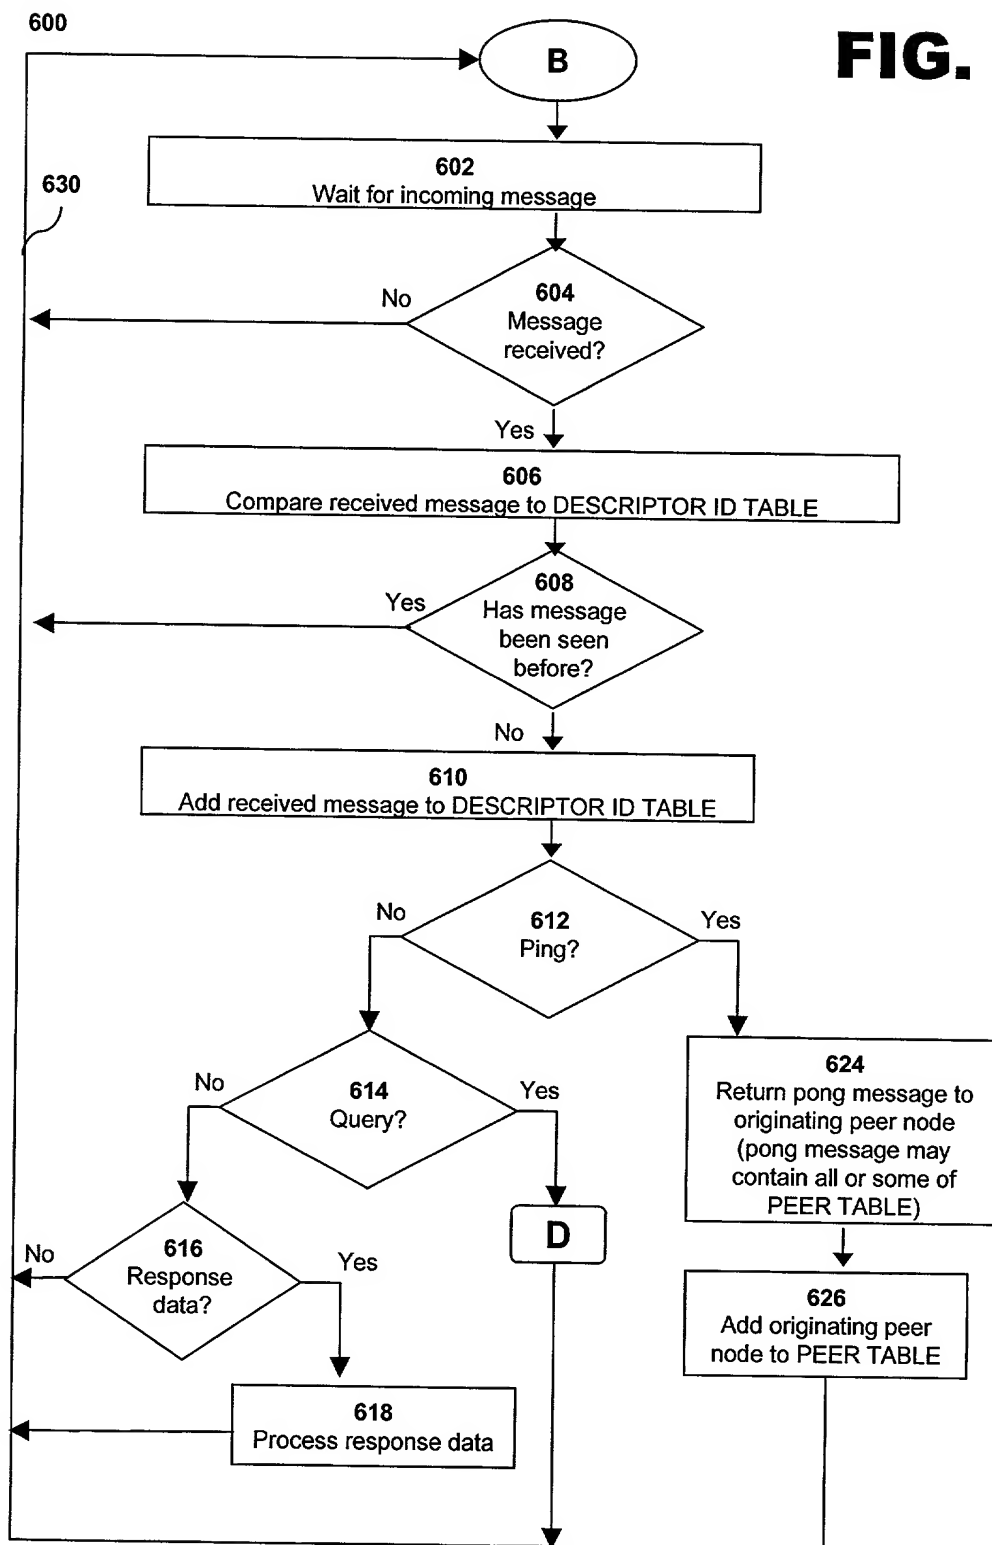 600
FIG.
B
602
Wait for incoming message
630
No
604
Message
received?
Yes
606
Compare received message to DESCRIPTOR ID TABLE
Yes
608
Has message
been seen
before?
No
610
Add received message to DESCRIPTOR ID TABLE
No
612
Ping?
Yes
No
614
Query?
Yes
624
Return pong message to
originating peer node
(pong message may
contain all or some of
PEER TABLE)
D
No
616
Response
data?
Yes
626
Add originating peer
node to PEER TABLE
618
Process response data